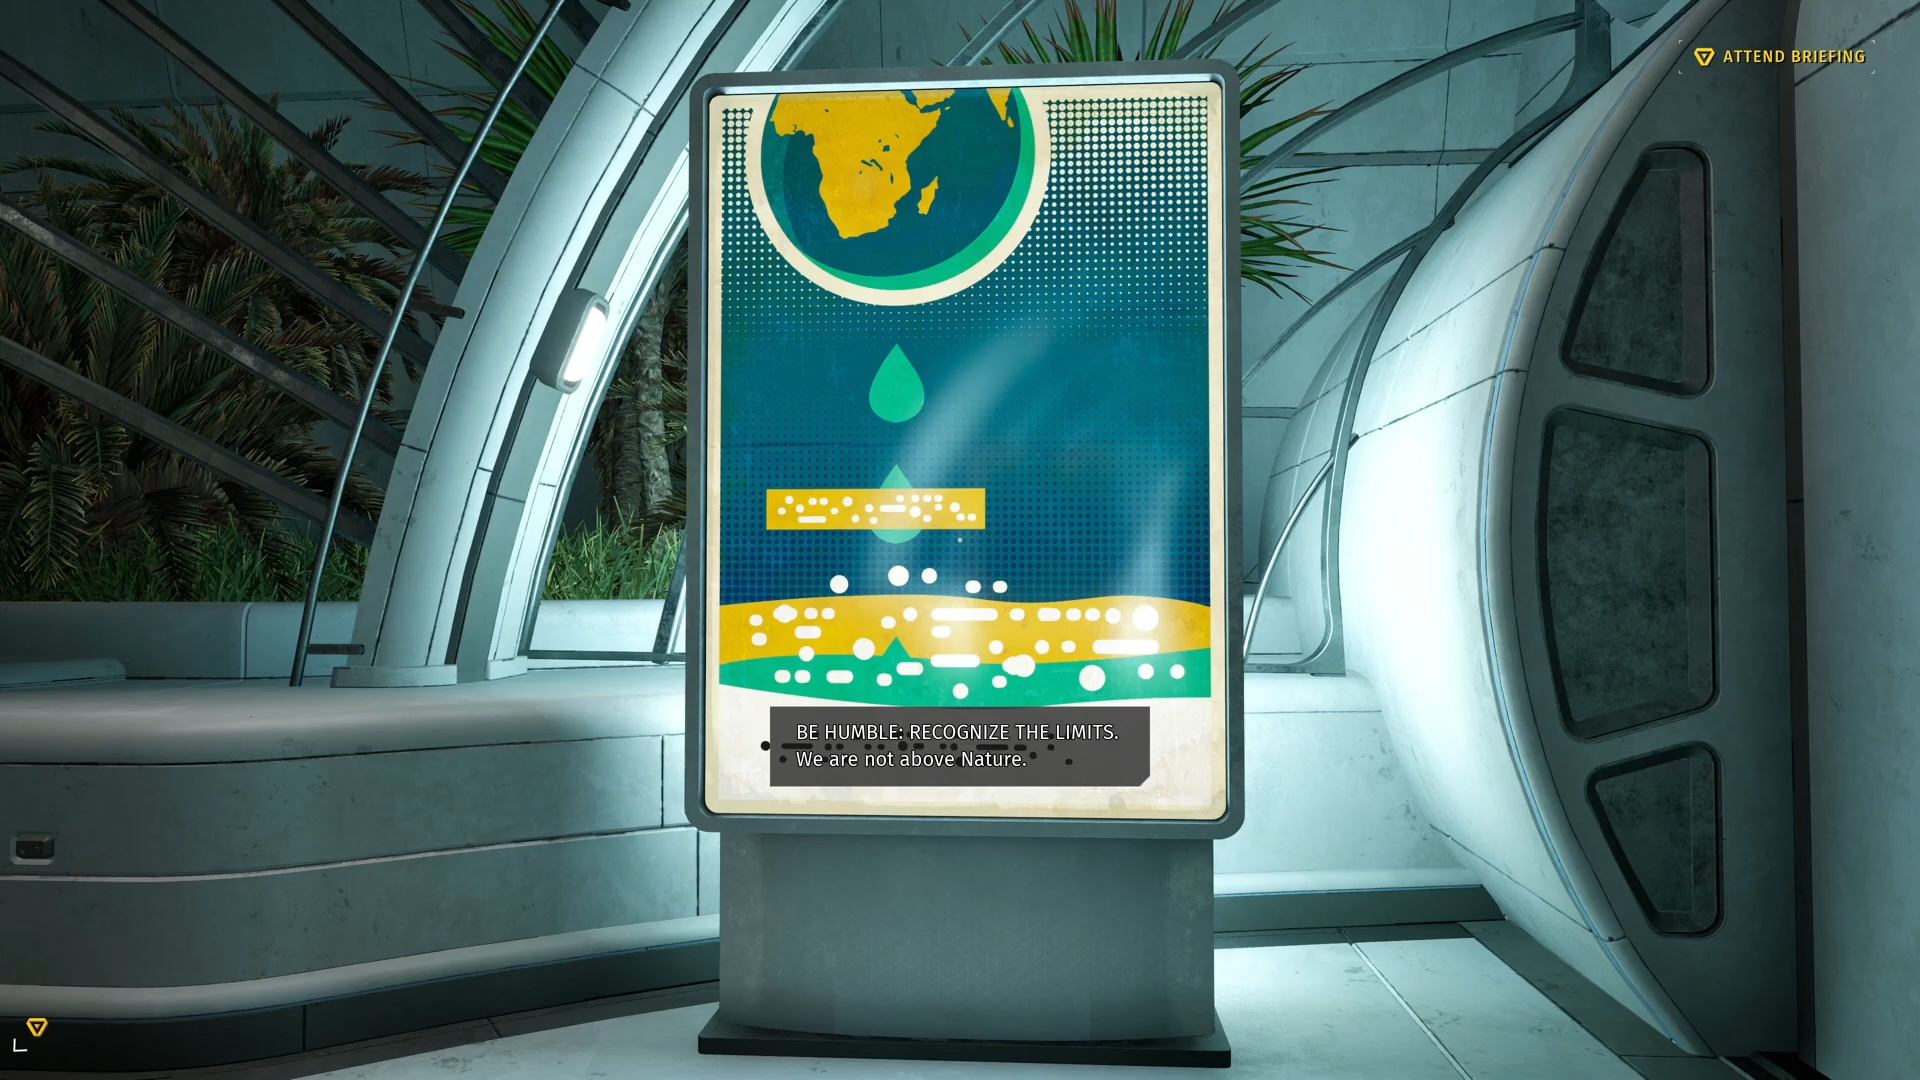 ATTEND BRIEFING
BE HUMBLE: RECOGNIZE THE LIMITS.
We are not above Nature.